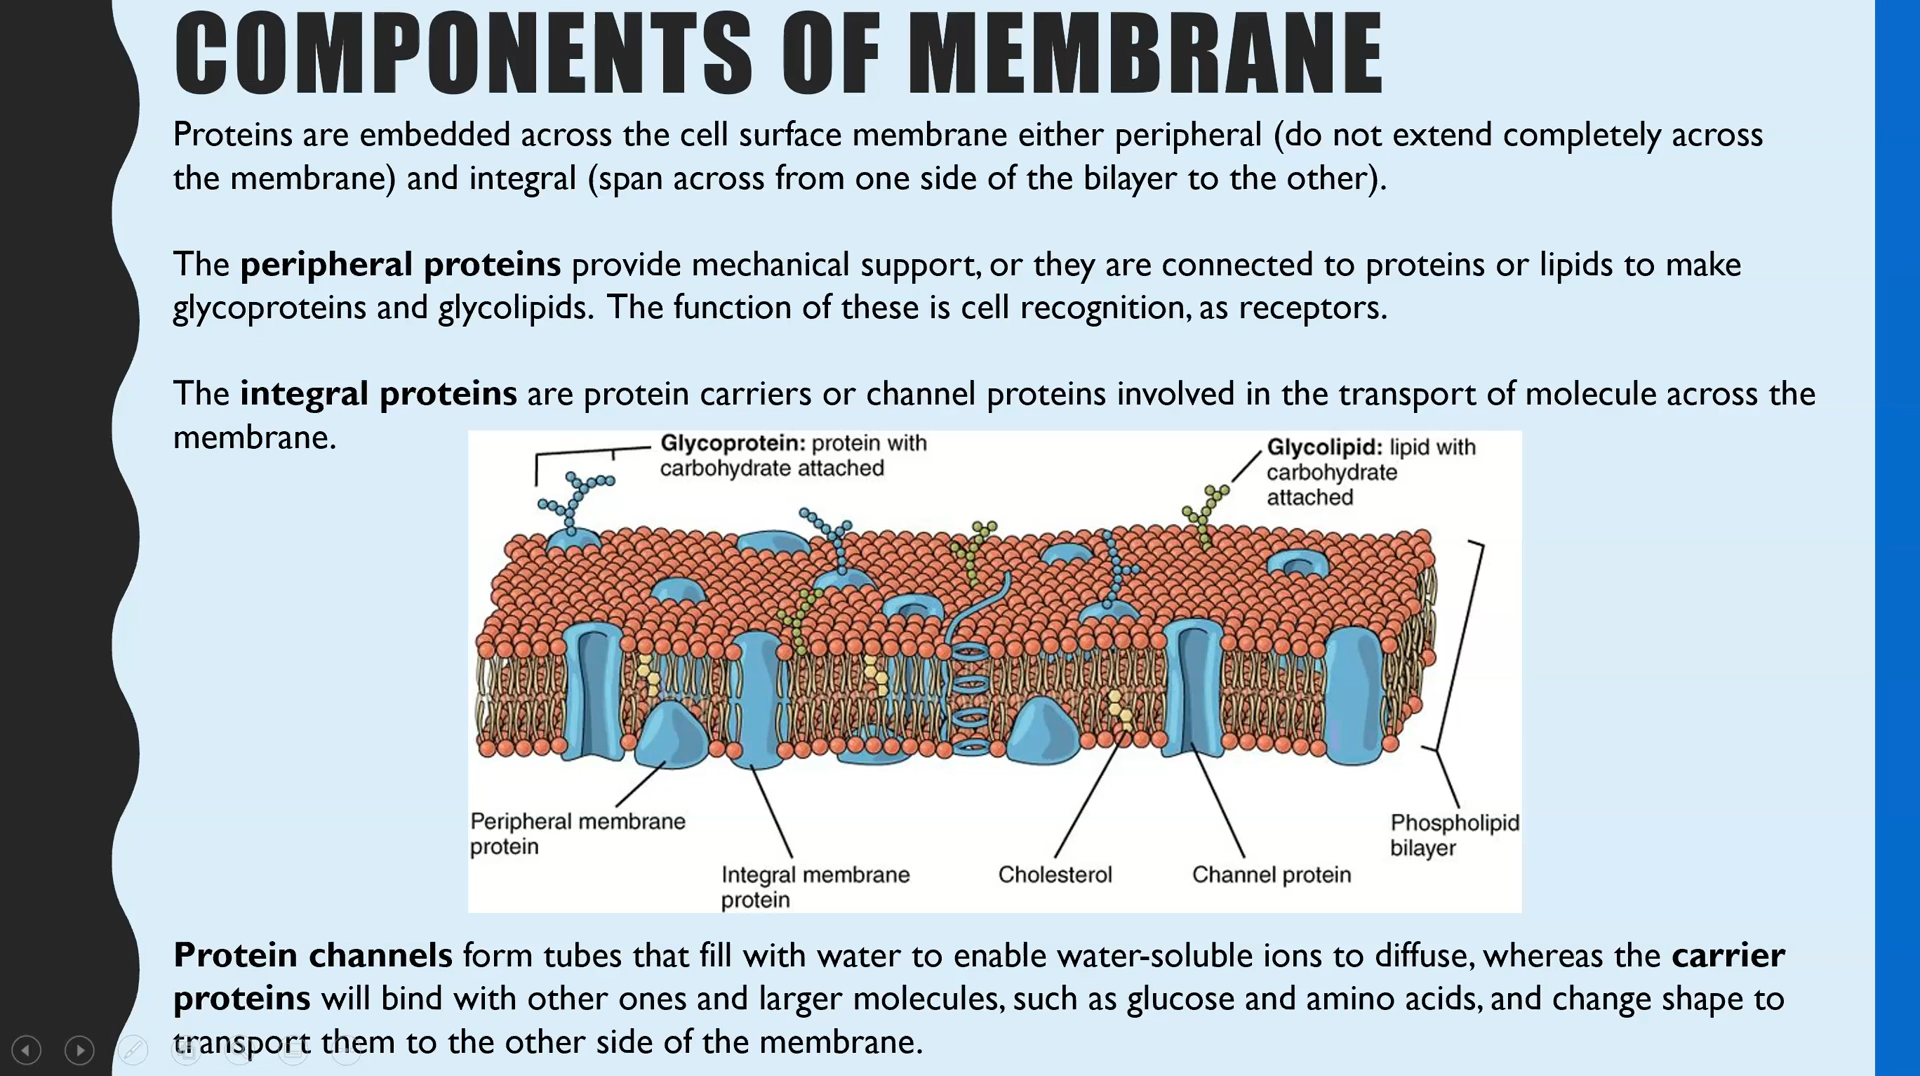 COMPONENTS OF MEMBRANE
Proteins are embedded across the cell surface membrane either peripheral (do not extend completely across
the membrane) and integral (span across from one side of the bilayer to the other).
The peripheral proteins provide mechanical support, or they are connected to proteins or lipids to make
glycoproteins and glycolipids. The function of these is cell recognition, as receptors.
The integral proteins are protein carriers or channel proteins involved in the transport of molecule across the
membrane.
Glycoprotein: protein with
carbohydrate attached
Glycolipid: lipid with
carbohydrate
attached
Peripheral membrane
protein
Integral membrane
protein
Cholesterol
Channel protein
Phospholipid
bilayer
Protein channels form tubes that fill with water to enable water-soluble ions to diffuse, whereas the carrier
proteins will bind with other ones and larger molecules, such as glucose and amino acids, and change shape to
transport them to the other side of the membrane.